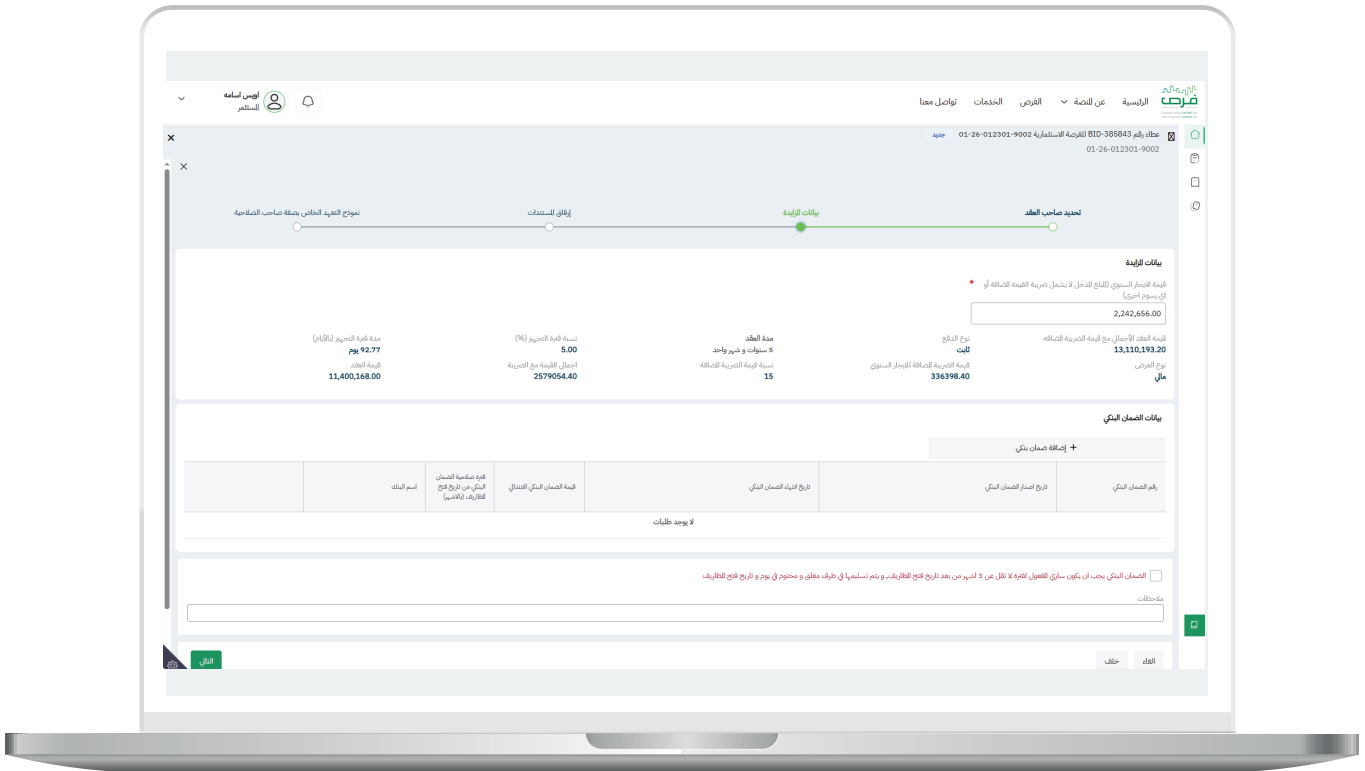 فرص
الرئيسية
عن المنصة
الفرص
الخدمات
تواصل معنا
اويس اسامه
المستثمر
عطاء رقم BID-385843 للفرصة الاستثمارية 9002-012301-26-01 جديد
01-26-012301-9002
تحديد صاحب العقد
بيانات المزايدة
إرفاق المستندات
نموذج التعهد الخاص بصفة صاحب الصلاحية
بيانات المزايدة
قيمة الايجار السنوي (المبلغ المدخل لا يشمل ضريبة القيمة المضافة أو
اي رسوم اخرى) *
2,242,656.00
قيمة العقد الأجمالي مع قيمة الضريبة المضافه
13,110,193.20
نوع الدفع
ثابت
مدة العقد
5 سنوات و شهر واحد
نسبة فترة التجهيز (%)
5.00
مدة فترة التجهيز (بالأيام)
92.77 يوم
نوع العرض
مالي
قيمة الضريبة المضافة للايجار السنوي
336398.40
نسبة قيمة الضريبة المضافة
15
اجمالي القيمة مع الضريبة
2579054.40
قيمة العقد
11,400,168.00
بيانات الضمان البنكي
+ إضافة ضمان بنكي
رقم الضمان البنكي
تاريخ اصدار الضمان البنكي
تاريخ انتهاء الضمان البنكي
قيمة الضمان البنكي الابتدائي
فترة صلاحية الضمان
البنكي من تاريخ فتح
المظاريف (بالاشهر)
اسم البنك
لا يوجد طلبات
الضمان البنكي يجب ان يكون ساري المفعول لفترة لا تقل عن 3 اشهر من بعد تاريخ فتح المظاريف, و يتم تسليمها في ظرف مغلق و مختوم في يوم و تاريخ فتح المظاريف
ملاحظات
الغاء
خلف
التالي